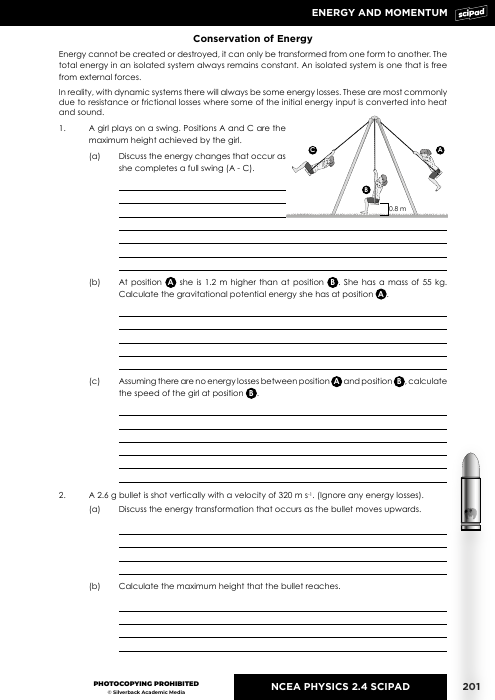 ENERGY AND MOMENTUM scipad
Conservation of Energy
Energy cannot be created or destroyed, it can only be transformed from one form to another. The
total energy in an isolated system always remains constant. An isolated system is one that is free
from external forces.
In reality, with dynamic systems there will always be some energy losses. These are most commonly
due to resistance or frictional losses where some of the initial energy input is converted into heat
and sound.
1. A girl plays on a swing. Positions A and C are the
maximum height achieved by the girl.
(a) Discuss the energy changes that occur as
she completes a full swing (A - C).
C
A
B
0.8 m
(b) At position A she is 1.2 m higher than at position B. She has a mass of 55 kg.
Calculate the gravitational potential energy she has at position A.
(c) Assuming there are no energy losses between position A and position B, calculate
the speed of the girl at position B.
2. A 2.6 g bullet is shot vertically with a velocity of 320 m s⁻¹. (Ignore any energy losses).
(a) Discuss the energy transformation that occurs as the bullet moves upwards.
(b) Calculate the maximum height that the bullet reaches.
PHOTOCOPYING PROHIBITED
© Silverback Academic Media
NCEA PHYSICS 2.4 SCIPAD
201